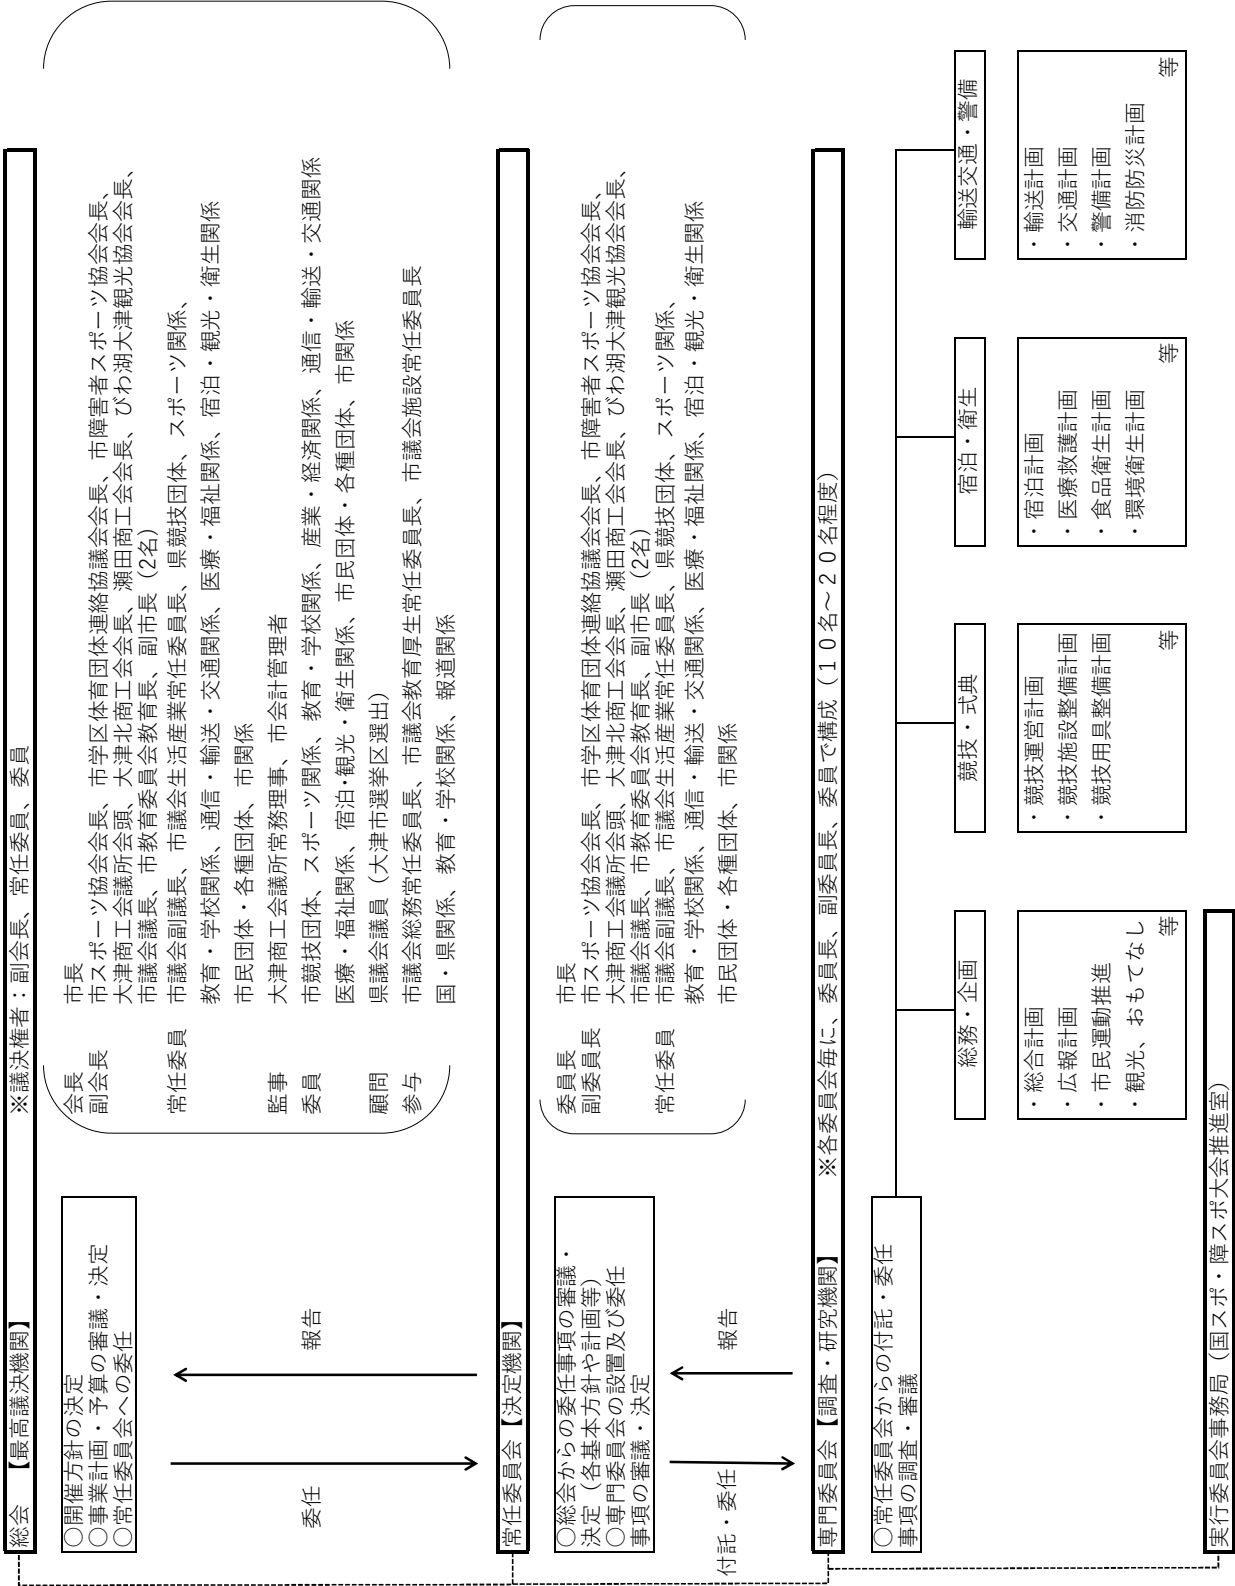 総会　【最高議決機関】　※議決権者：副会長、常任委員、委員
○開催方針の決定
○事業計画・予算の審議・決定
○常任委員会への委任
会長　市長
副会長　市スポーツ協会会長、市学区体育団体連絡協議会会長、市障害者スポーツ協会会長、
大津商工会議所会頭、大津北商工会会長、瀬田商工会会長、びわ湖大津観光協会会長、
市議会議長、市教育委員会教育長、副市長（2名）
常任委員　市議会副議長、市議会生活産業常任委員長、県競技団体、スポーツ関係、
教育・学校関係、通信・輸送・交通関係、医療・福祉関係、宿泊・観光・衛生関係
市民団体・各種団体、市関係
監事　大津商工会議所常務理事、市会計管理者
委員　市競技団体、スポーツ関係、教育・学校関係、産業・経済関係、通信・輸送・交通関係
医療・福祉関係、宿泊・観光・衛生関係、市民団体・各種団体、市関係
顧問　県議会議員（大津市選挙区選出）
参与　市議会総務常任委員長、市議会教育厚生常任委員長、市議会施設常任委員長
国・県関係、教育・学校関係、報道関係
委任
報告
常任委員会【決定機関】
○総会からの委任事項の審議・
決定（各基本方針や計画等）
○専門委員会の設置及び委任
事項の審議・決定
委員長　市長
副委員長　市スポーツ協会会長、市学区体育団体連絡協議会会長、市障害者スポーツ協会会長、
大津商工会議所会頭、大津北商工会会長、瀬田商工会会長、びわ湖大津観光協会会長、
市議会議長、市教育委員会教育長、副市長（2名）
常任委員　市議会副議長、市議会生活産業常任委員長、県競技団体、スポーツ関係、
教育・学校関係、通信・輸送・交通関係、医療・福祉関係、宿泊・観光・衛生関係
市民団体・各種団体、市関係
付託・委任
報告
専門委員会【調査・研究機関】　※各委員会毎に、委員長、副委員長、委員で構成（１０名～２０名程度）
○常任委員会からの付託・委任
事項の調査・審議
総務・企画
・総合計画
・広報計画
・市民運動推進
・観光、おもてなし
等
競技・式典
・競技運営計画
・競技施設整備計画
・競技用具整備計画
等
宿泊・衛生
・宿泊計画
・医療救護計画
・食品衛生計画
・環境衛生計画
等
輸送交通・警備
・輸送計画
・交通計画
・警備計画
・消防防災計画
等
実行委員会事務局（国スポ・障スポ大会推進室）